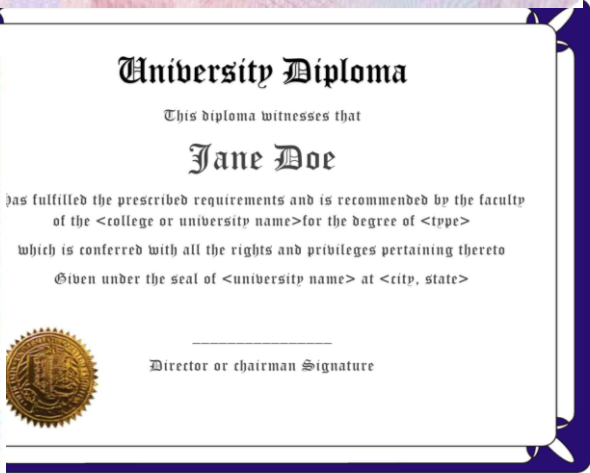 University Diploma
This diploma witnesses that
Jane Doe
has fulfilled the prescribed requirements and is recommended by the faculty
of the <college or university name>for the degree of <type>
which is conferred with all the rights and privileges pertaining thereto
Given under the seal of <university name> at <city, state>
________________
Director or chairman Signature